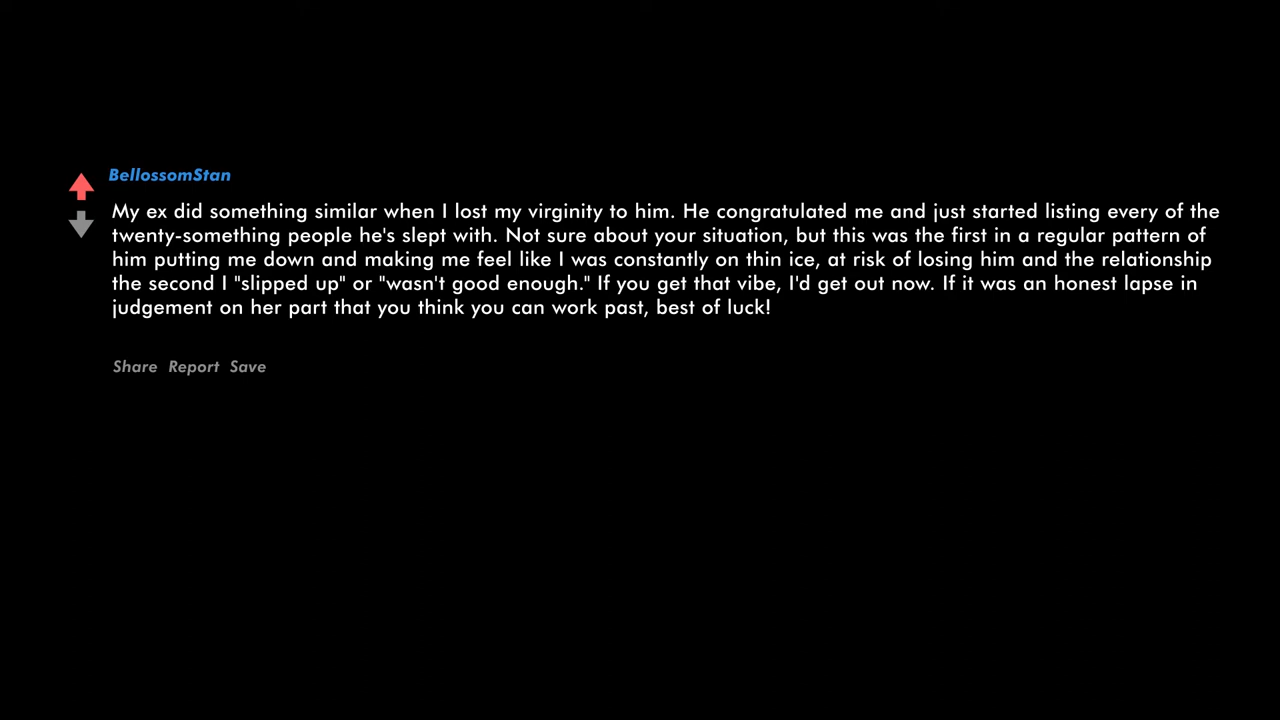 BellossomStan
My ex did something similar when I lost my virginity to him. He congratulated me and just started listing every of the
twenty-something people he's slept with. Not sure about your situation, but this was the first in a regular pattern of
him putting me down and making me feel like I was constantly on thin ice, at risk of losing him and the relationship
the second I "slipped up" or "wasn't good enough." If you get that vibe, I'd get out now. If it was an honest lapse in
judgement on her part that you think you can work past, best of luck!
Share Report Save